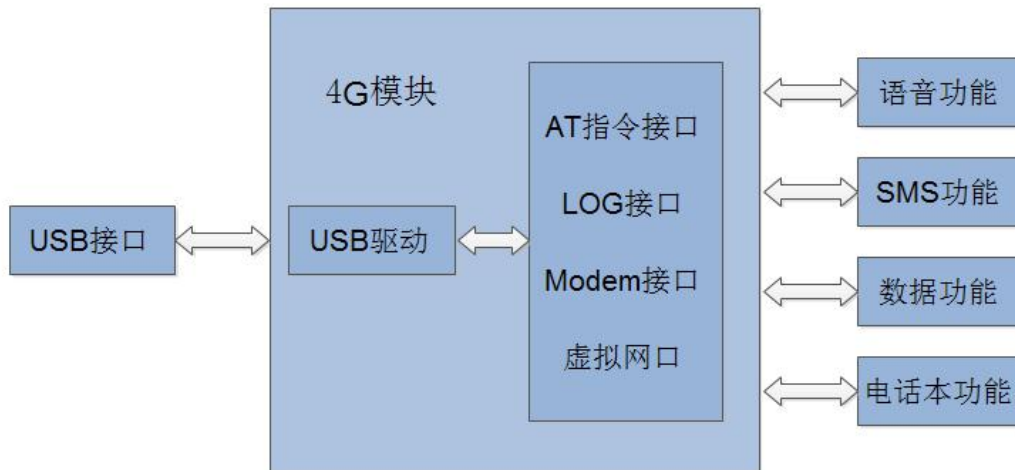 4G模块
AT指令接口
LOG接口
Modem接口
虚拟网口
USB接口
USB驱动
语音功能
SMS功能
数据功能
电话本功能